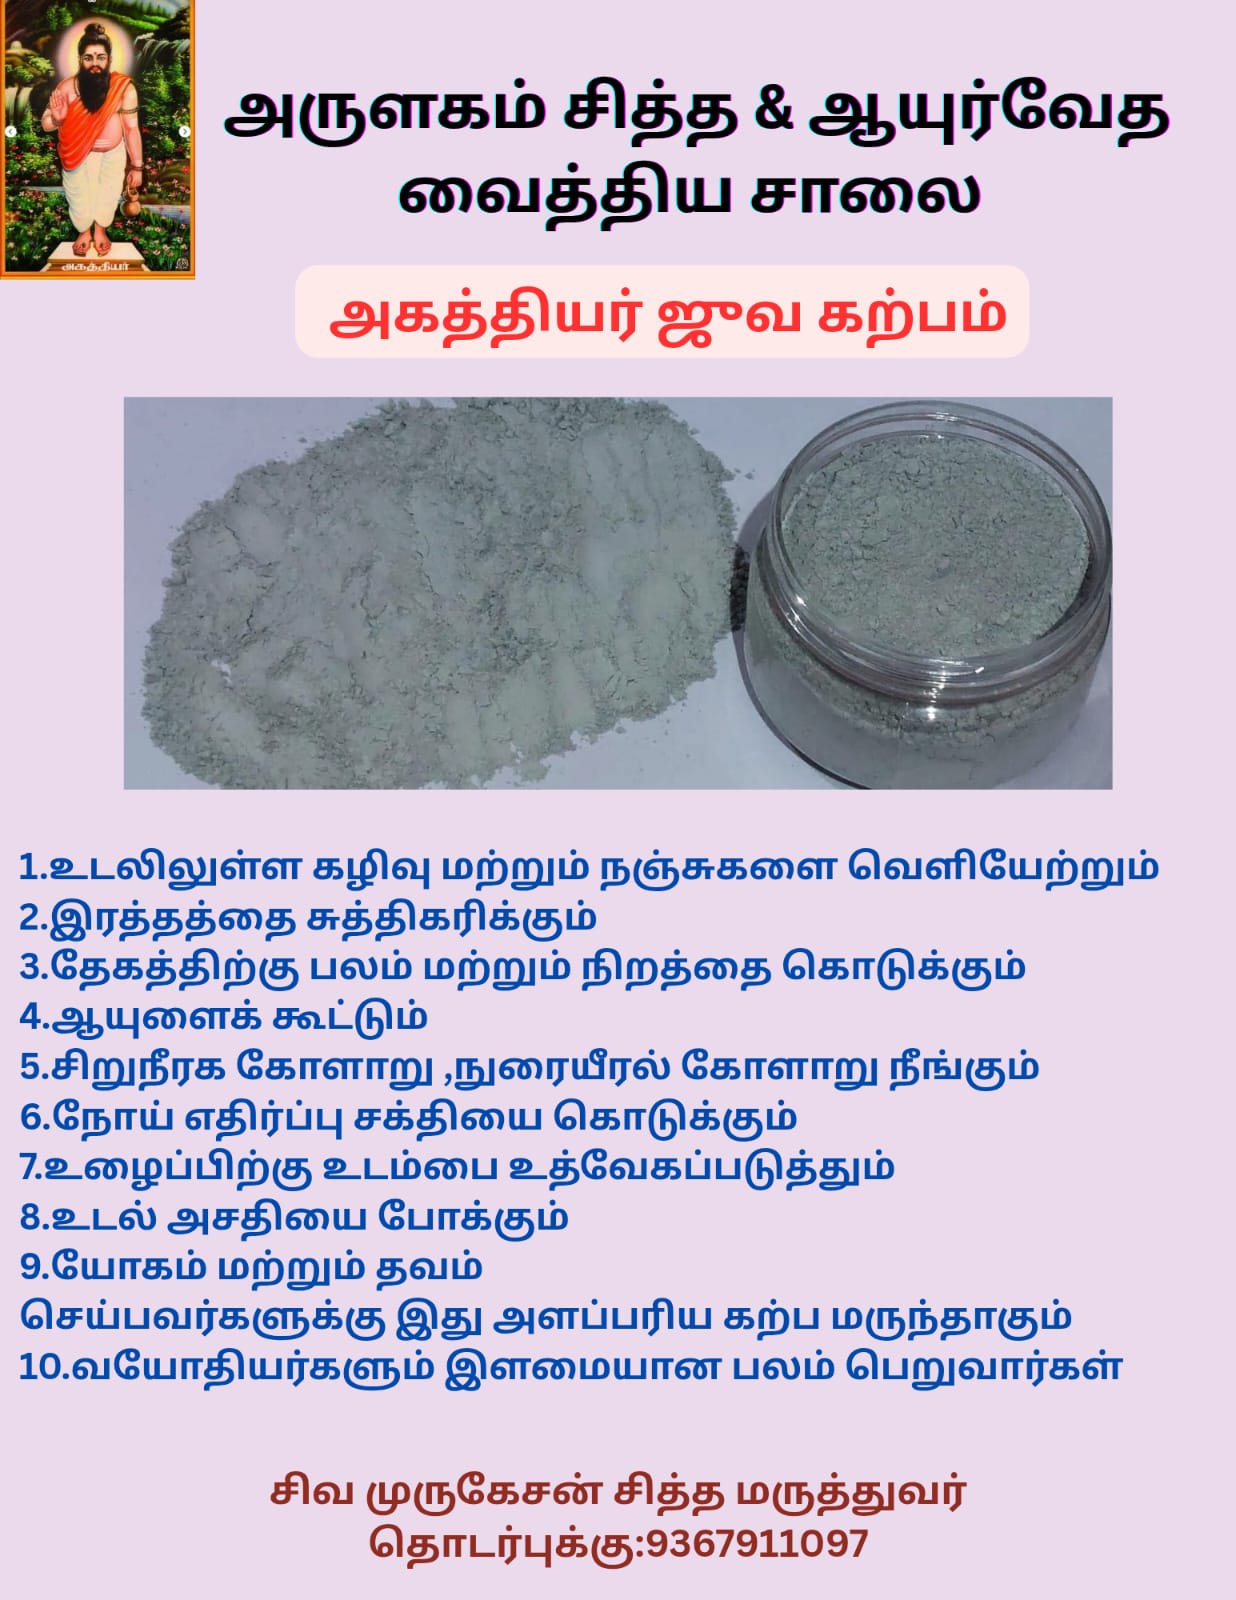 அகத்தியர்
அருளகம் சித்த & ஆயுர்வேத
வைத்திய சாலை
அகத்தியர் ஜுவ கற்பம்
1.உடலிலுள்ள கழிவு மற்றும் நஞ்சுகளை வெளியேற்றும்
2.இரத்தத்தை சுத்திகரிக்கும்
3.தேகத்திற்கு பலம் மற்றும் நிறத்தை கொடுக்கும்
4.ஆயுளைக் கூட்டும்
5.சிறுநீரக கோளாறு ,நுரையீரல் கோளாறு நீங்கும்
6.நோய் எதிர்ப்பு சக்தியை கொடுக்கும்
7.உழைப்பிற்கு உடம்பை உத்வேகப்படுத்தும்
8.உடல் அசதியை போக்கும்
9.யோகம் மற்றும் தவம்
செய்பவர்களுக்கு இது அளப்பரிய கற்ப மருந்தாகும்
10.வயோதியர்களும் இளமையான பலம் பெறுவார்கள்
சிவ முருகேசன் சித்த மருத்துவர்
தொடர்புக்கு:9367911097